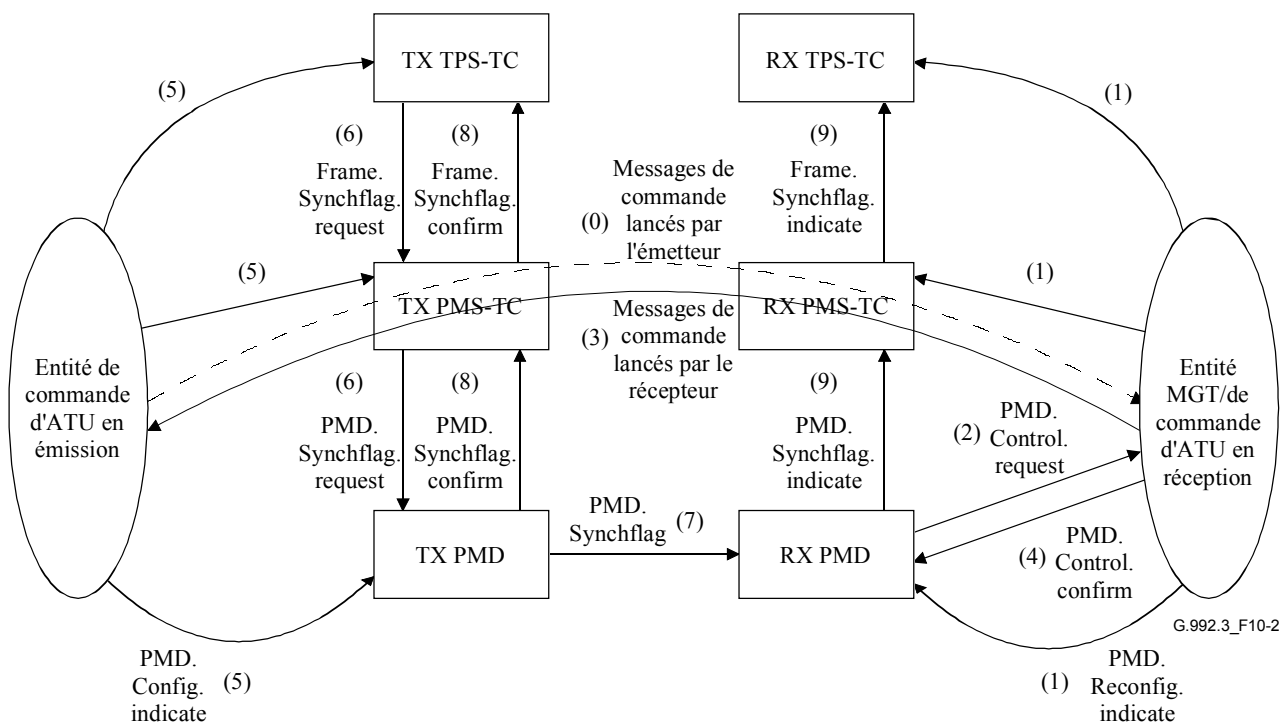 TX TPS-TC
RX TPS-TC
(5)
(1)
(6)
(8)
(9)
Frame.
Synchflag.
request
Frame.
Synchflag.
confirm
Messages de
commande
lancés par
l'émetteur
(0)
Frame.
Synchflag.
indicate
(5)
(1)
TX PMS-TC
RX PMS-TC
Messages de
commande
lancés par le
récepteur
(3)
Entité de
commande
d'ATU en
émission
Entité
MGT/de
commande
d'ATU en
réception
(6)
(8)
(9)
PMD.
Synchflag.
request
PMD.
Synchflag.
confirm
PMD.
Synchflag.
indicate
(2)
PMD.
Control.
request
PMD.
Synchflag
(7)
TX PMD
RX PMD
(4)
PMD.
Control.
confirm
G.992.3_F10-2
PMD.
Config.
indicate
(5)
(1)
PMD.
Reconfig.
indicate